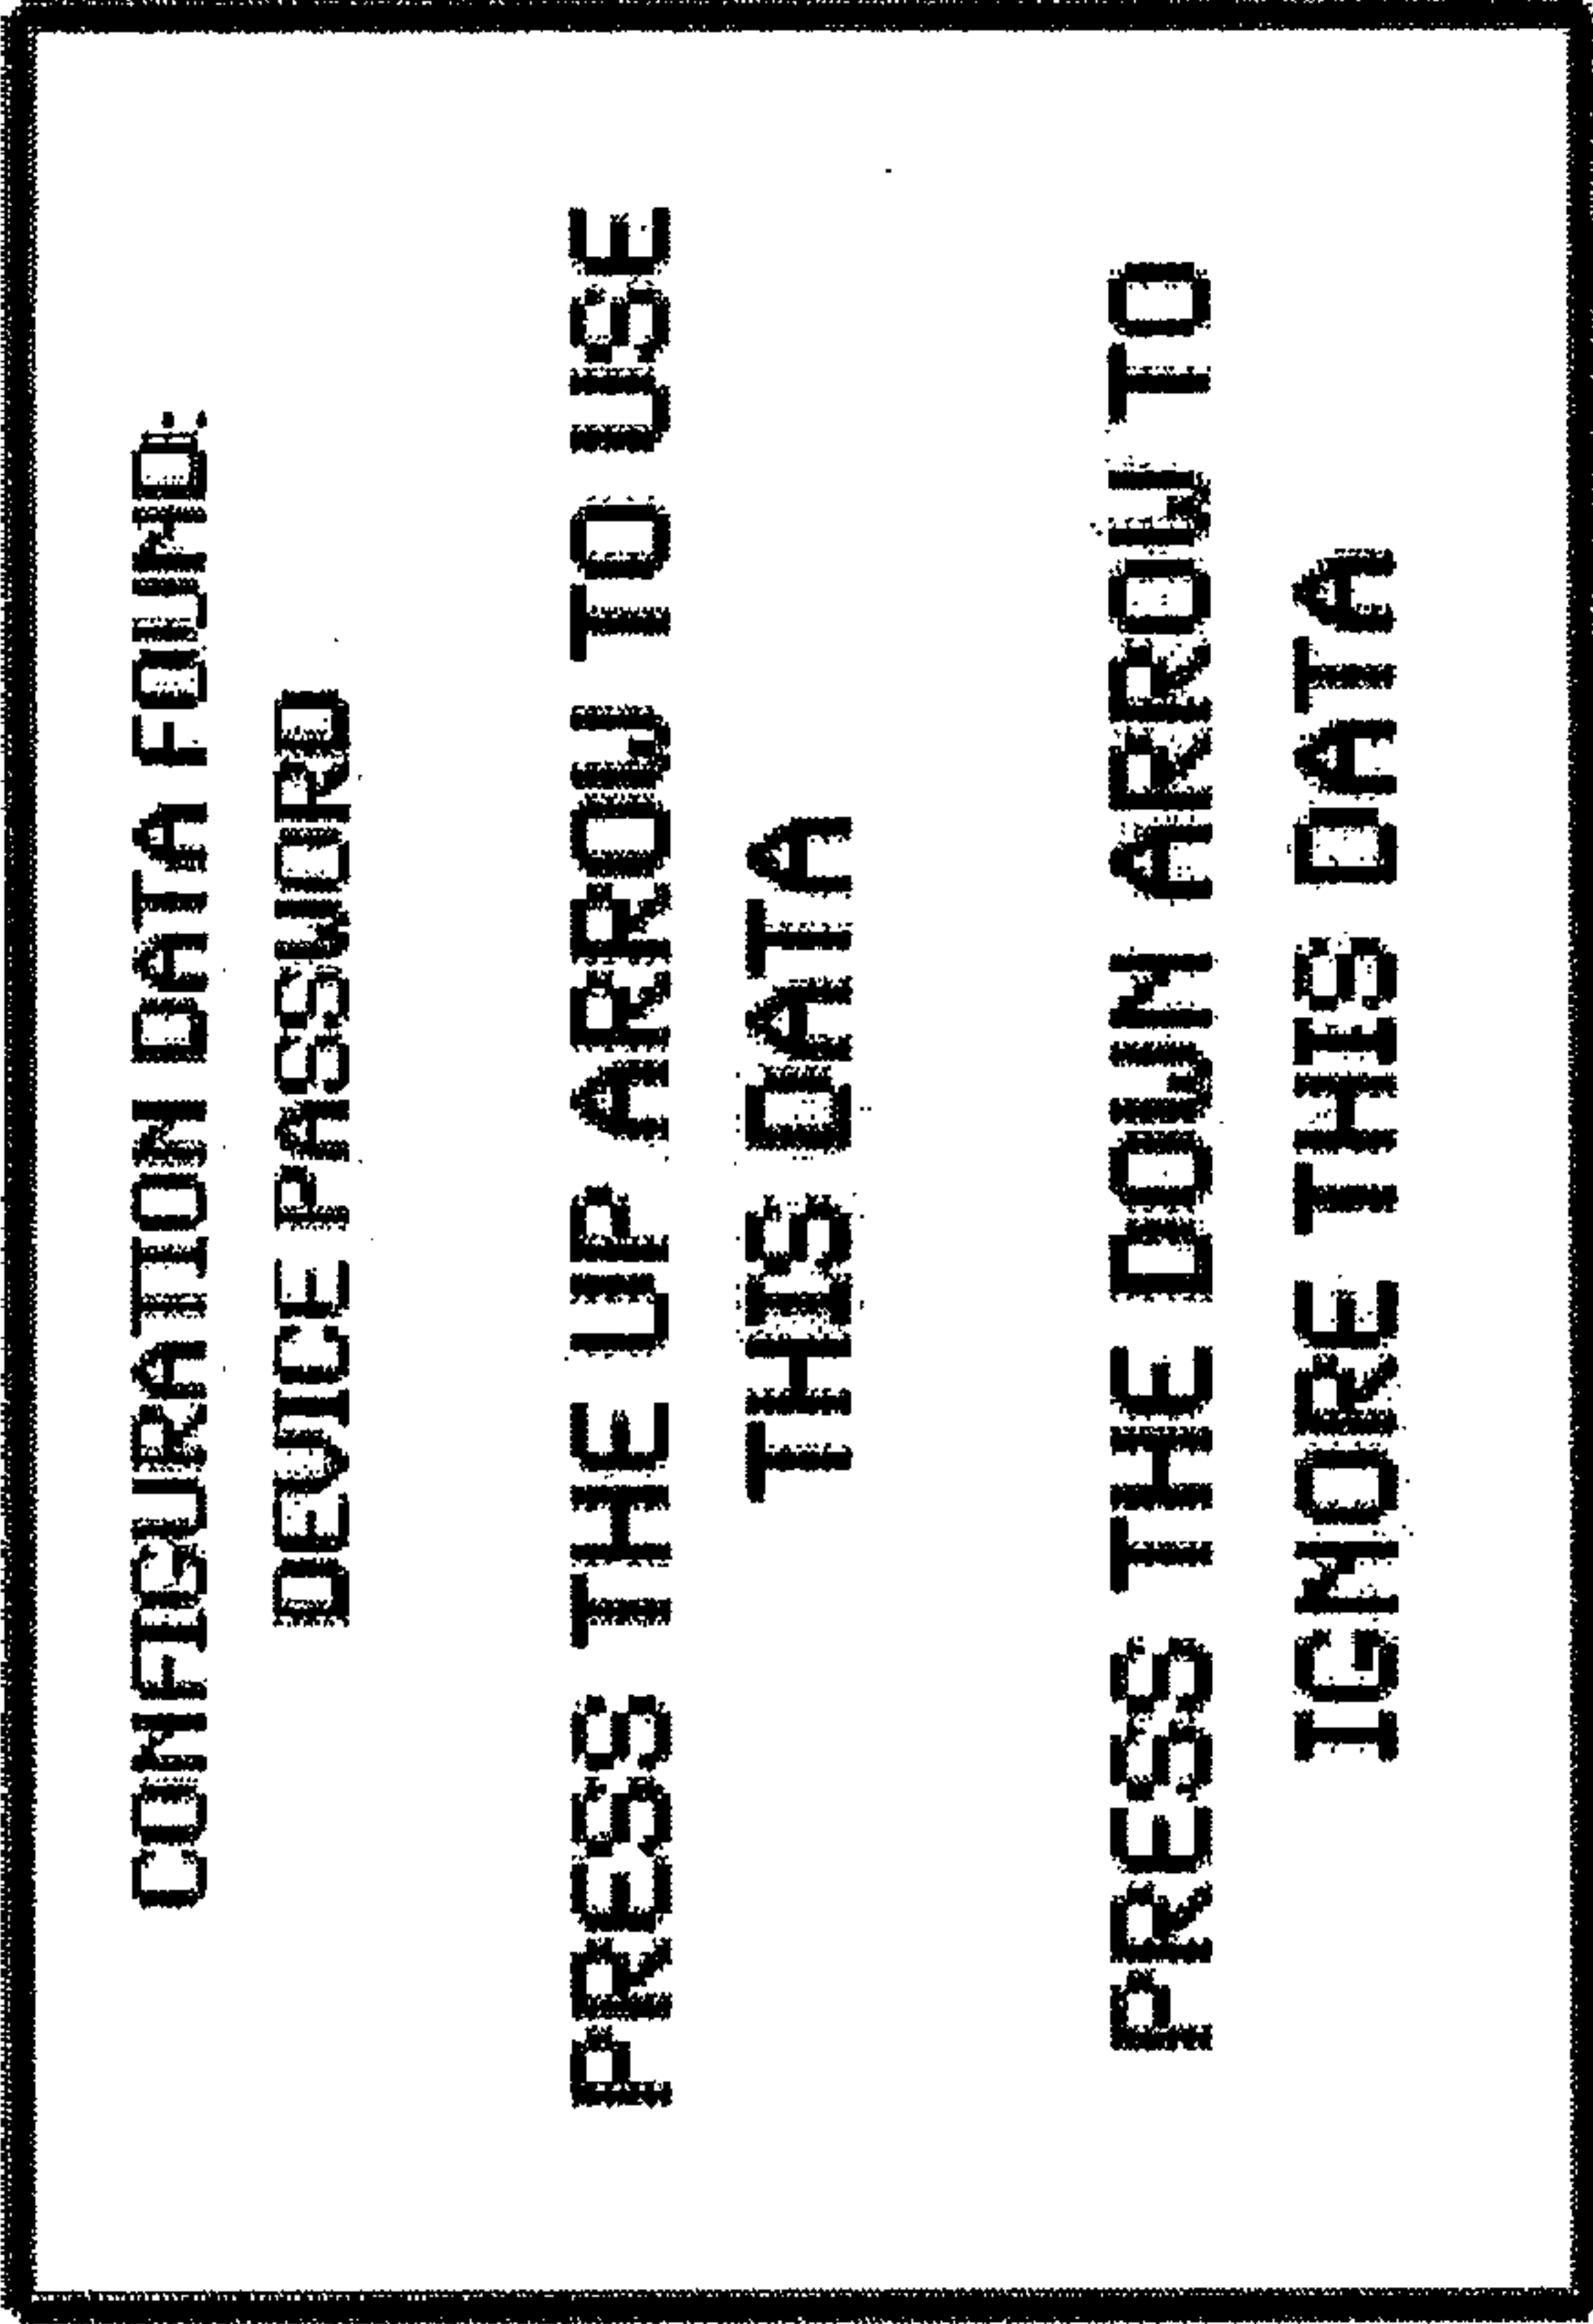 CONFIGURATION DATA FOUND:
DEVICE PASSWORD
PRESS THE UP ARROW TO USE
THIS DATA
PRESS THE DOWN ARROW TO
IGNORE THIS DATA